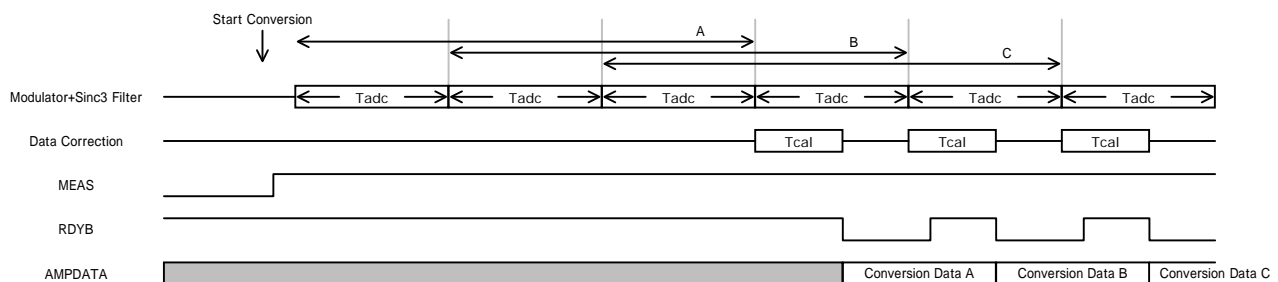 Start Conversion
A
B
C
Modulator+Sinc3 Filter
Tadc Tadc Tadc Tadc Tadc Tadc
Data Correction
Tcal Tcal Tcal
MEAS
RDYB
AMPDATA
Conversion Data A Conversion Data B Conversion Data C